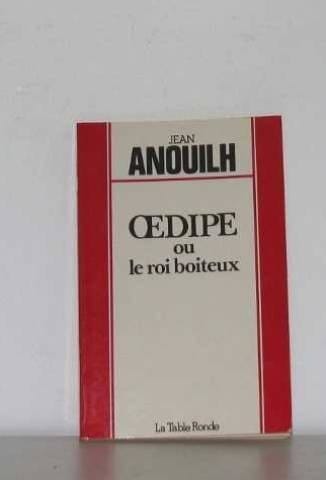 JEAN
ANOUILH
ŒDIPE
ou
le roi boiteux
La Table Ronde